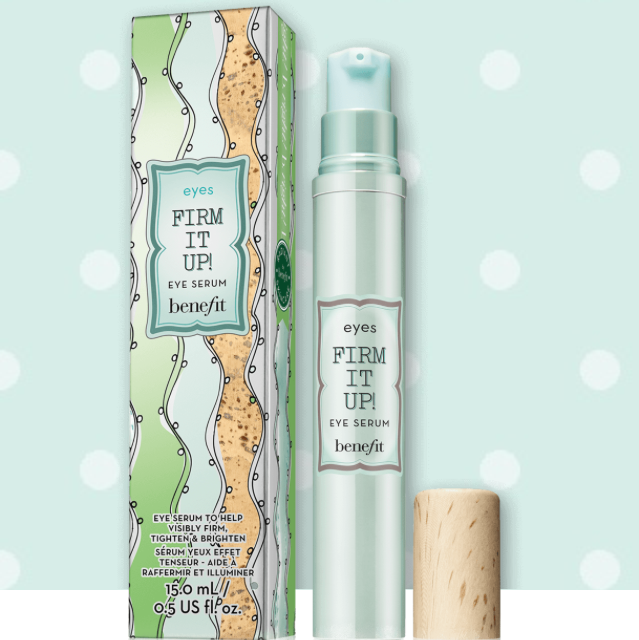 eyes
FIRM
IT
UP!
EYE SERUM
benefit
EYE SERUM TO HELP
VISIBLY FIRM,
TIGHTEN & BRIGHTEN
SÉRUM YEUX EFFET
TENSEUR - AIDE À
RAFFERMIR ET ILLUMINER
15.0 mL /
0.5 US fl. oz.
eyes
FIRM
IT
UP!
EYE SERUM
benefit